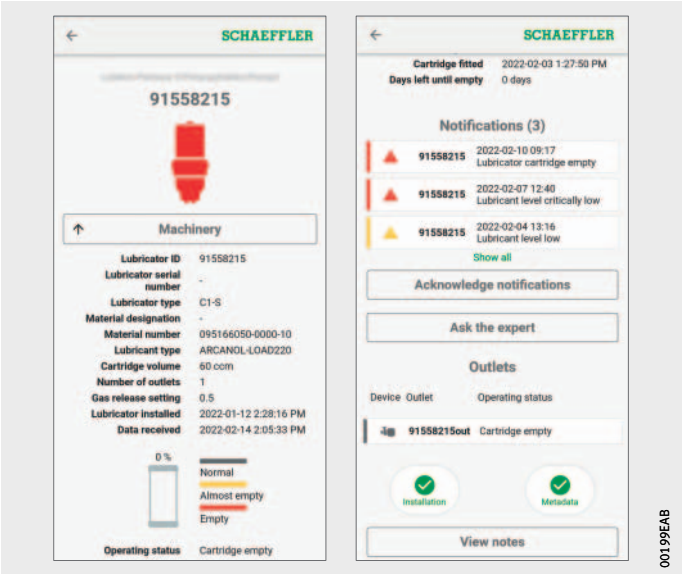 SCHAEFFLER
91558215
Machinery
Lubricator ID 91558215
Lubricator serial
number -
Lubricator type C1-S
Material designation -
Material number 095166050-0000-10
Lubricant type ARCANOL-LOAD220
Cartridge volume 60 ccm
Number of outlets 1
Gas release setting 0.5
Lubricator installed 2022-01-12 2:28:16 PM
Data received 2022-02-14 2:05:33 PM
0 %
Normal
Almost empty
Empty
Operating status Cartridge empty
SCHAEFFLER
Cartridge fitted 2022-02-03 1:27:50 PM
Days left until empty 0 days
Notifications (3)
91558215 2022-02-10 09:17
Lubricator cartridge empty
91558215 2022-02-07 12:40
Lubricant level critically low
91558215 2022-02-04 13:16
Lubricant level low
Show all
Acknowledge notifications
Ask the expert
Outlets
Device Outlet Operating status
91558215out Cartridge empty
Installation Metadata
View notes
00199EAB